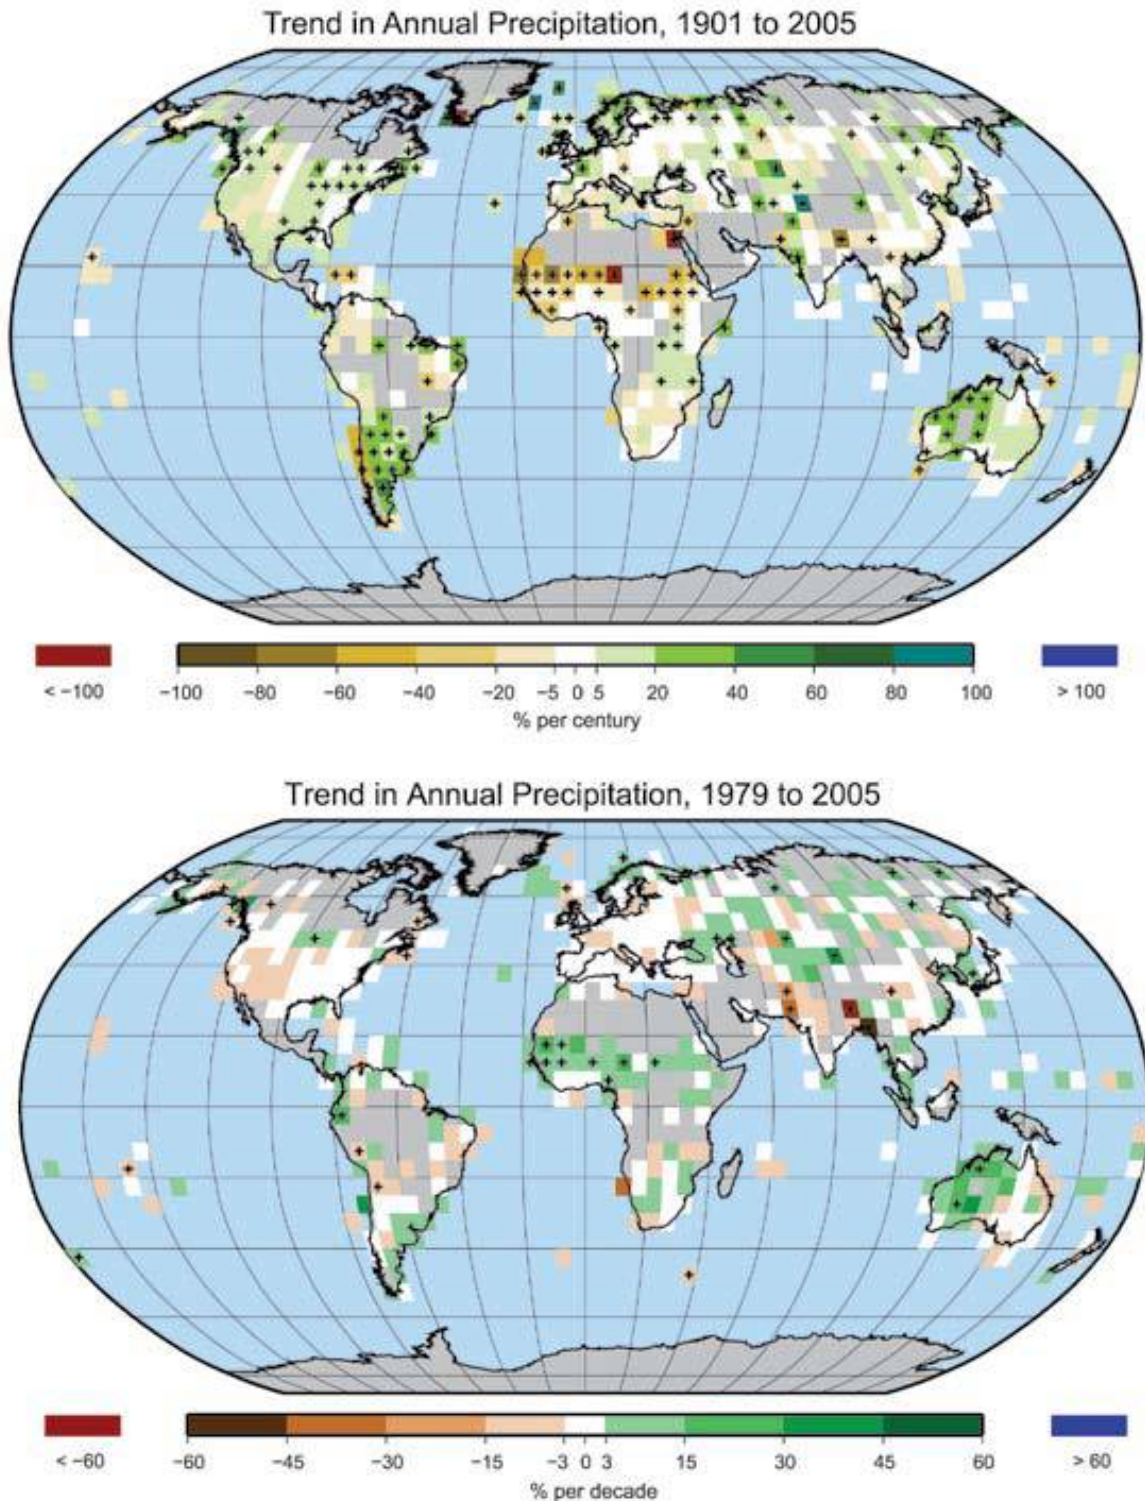 Trend in Annual Precipitation, 1901 to 2005
< −100 −100 −80 −60 −40 −20 −5 0 5 20 40 60 80 100 > 100
% per century
Trend in Annual Precipitation, 1979 to 2005
< −60 −60 −45 −30 −15 −3 0 3 15 30 45 60 > 60
% per decade